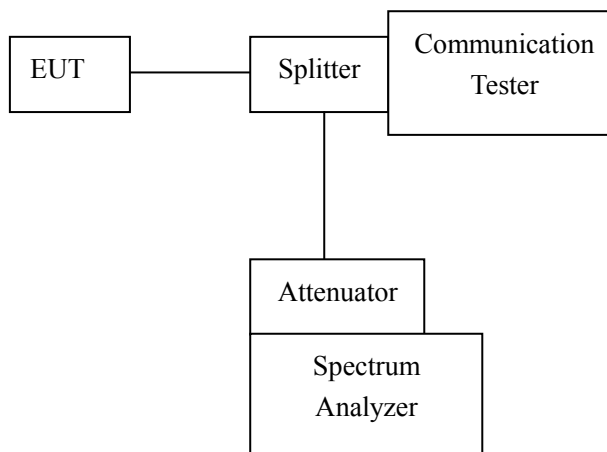 EUT
Splitter
Communication
Tester
Attenuator
Spectrum
Analyzer